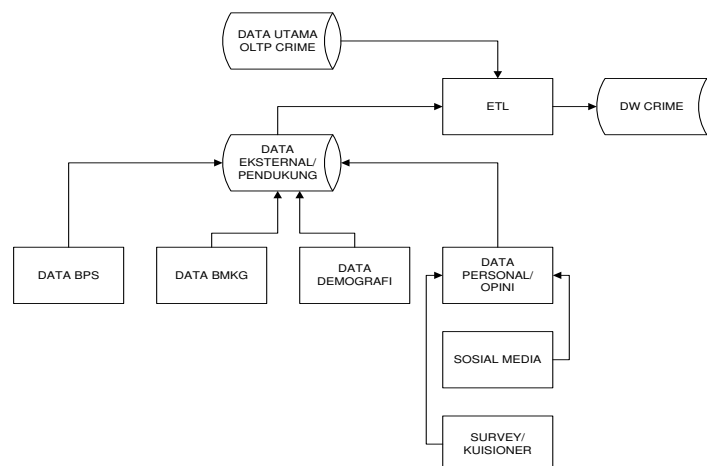 DATA UTAMA
OLTP CRIME
ETL
DW CRIME
DATA
EKSTERNAL/
PENDUKUNG
DATA BPS
DATA BMKG
DATA
DEMOGRAFI
DATA
PERSONAL/
OPINI
SOSIAL MEDIA
SURVEY/
KUISIONER